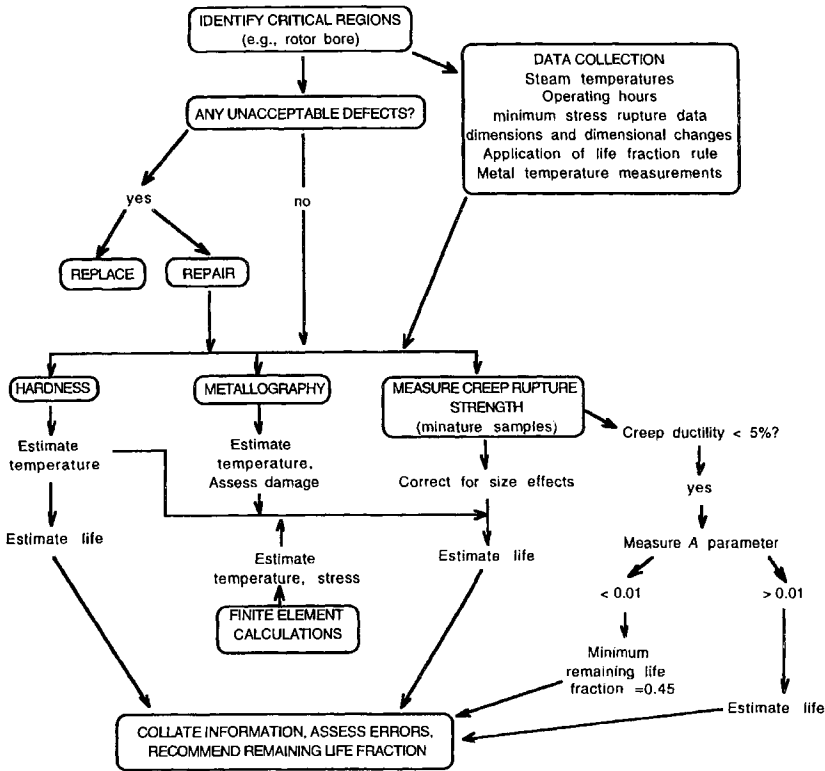 IDENTIFY CRITICAL REGIONS
(e.g., rotor bore)
DATA COLLECTION
Steam temperatures
Operating hours
minimum stress rupture data
dimensions and dimensional changes
Application of life fraction rule
Metal temperature measurements
ANY UNACCEPTABLE DEFECTS?
yes
no
REPLACE
REPAIR
HARDNESS
METALLOGRAPHY
MEASURE CREEP RUPTURE
STRENGTH
(minature samples)
Creep ductility < 5%?
Estimate
temperature
Estimate
temperature.
Assess damage
Correct for size effects
yes
Estimate life
Estimate
temperature, stress
Estimate life
Measure A parameter
< 0.01
> 0.01
FINITE ELEMENT
CALCULATIONS
Minimum
remaining life
fraction =0.45
Estimate life
COLLATE INFORMATION, ASSESS ERRORS,
RECOMMEND REMAINING LIFE FRACTION